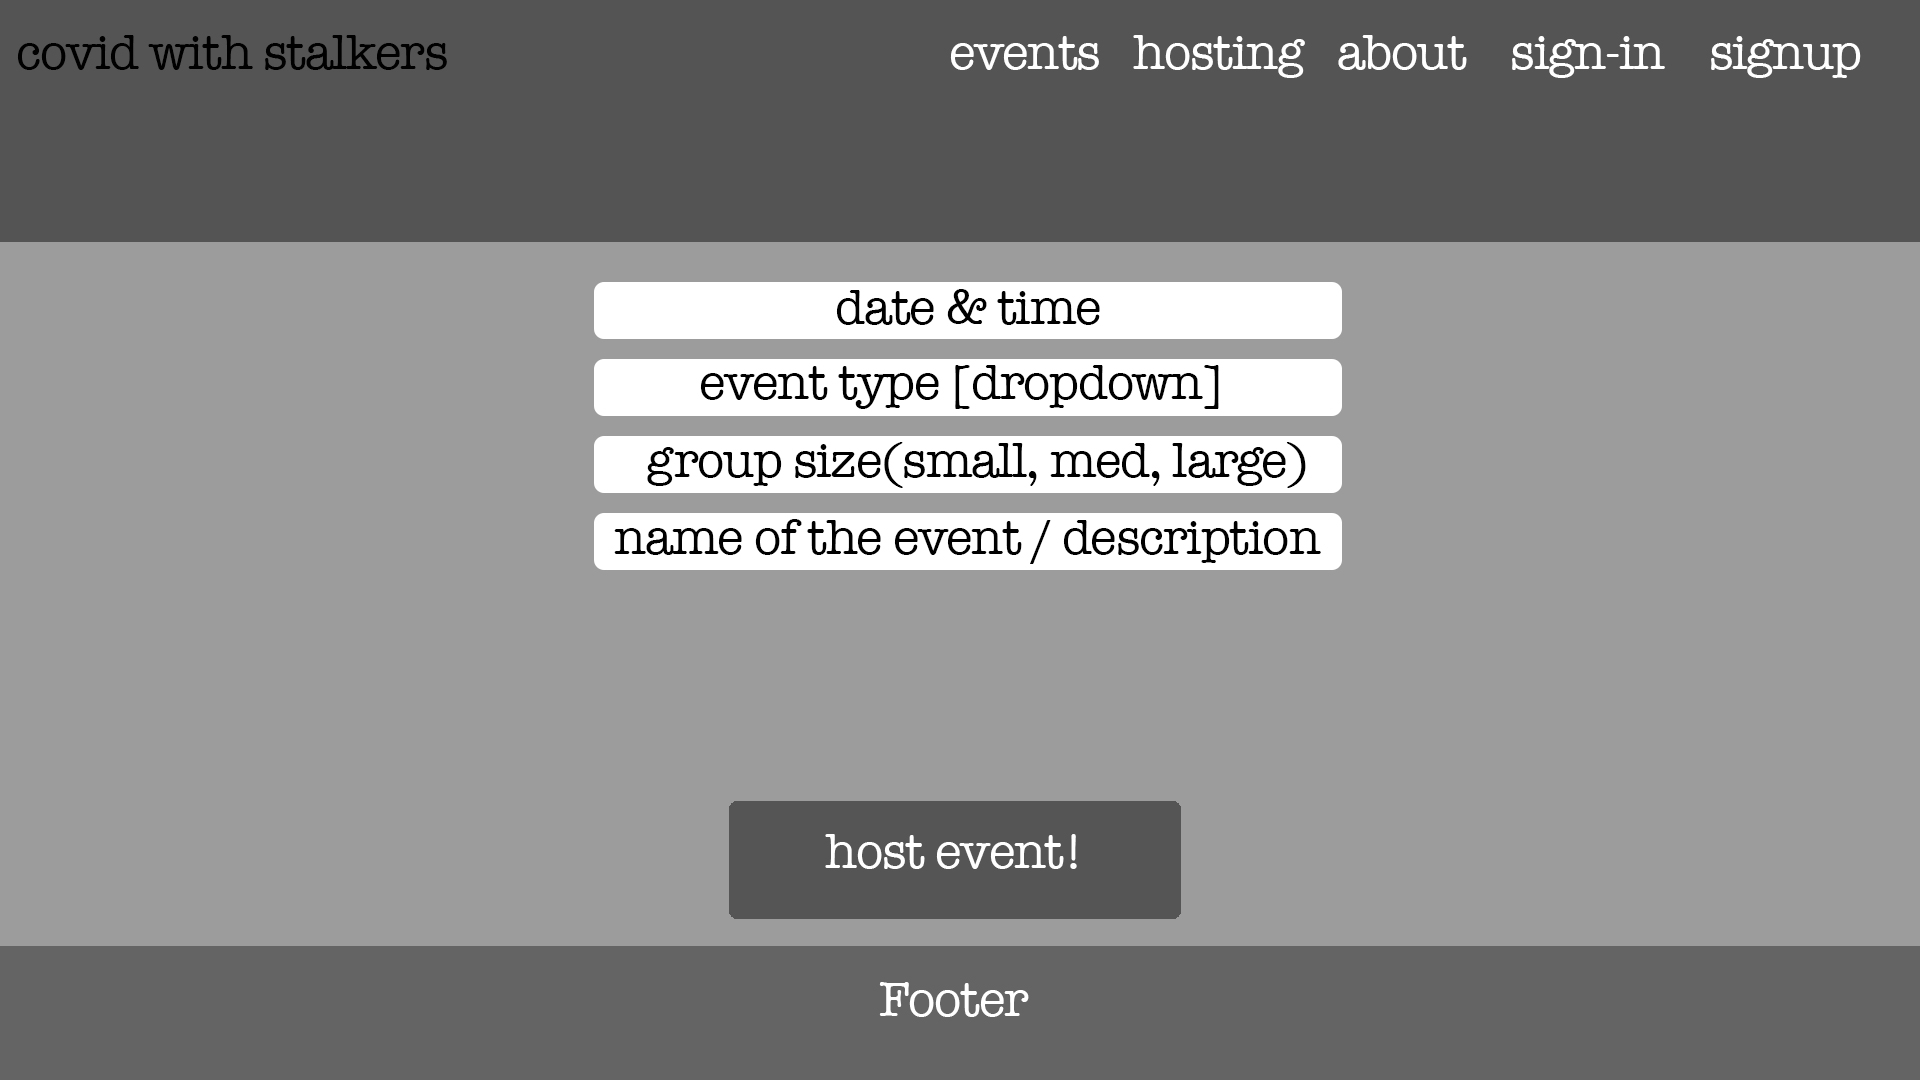 covid with stalkers events hosting about sign-in signup
date & time
event type [dropdown]
group size(small, med, large)
name of the event / description
host event!
Footer